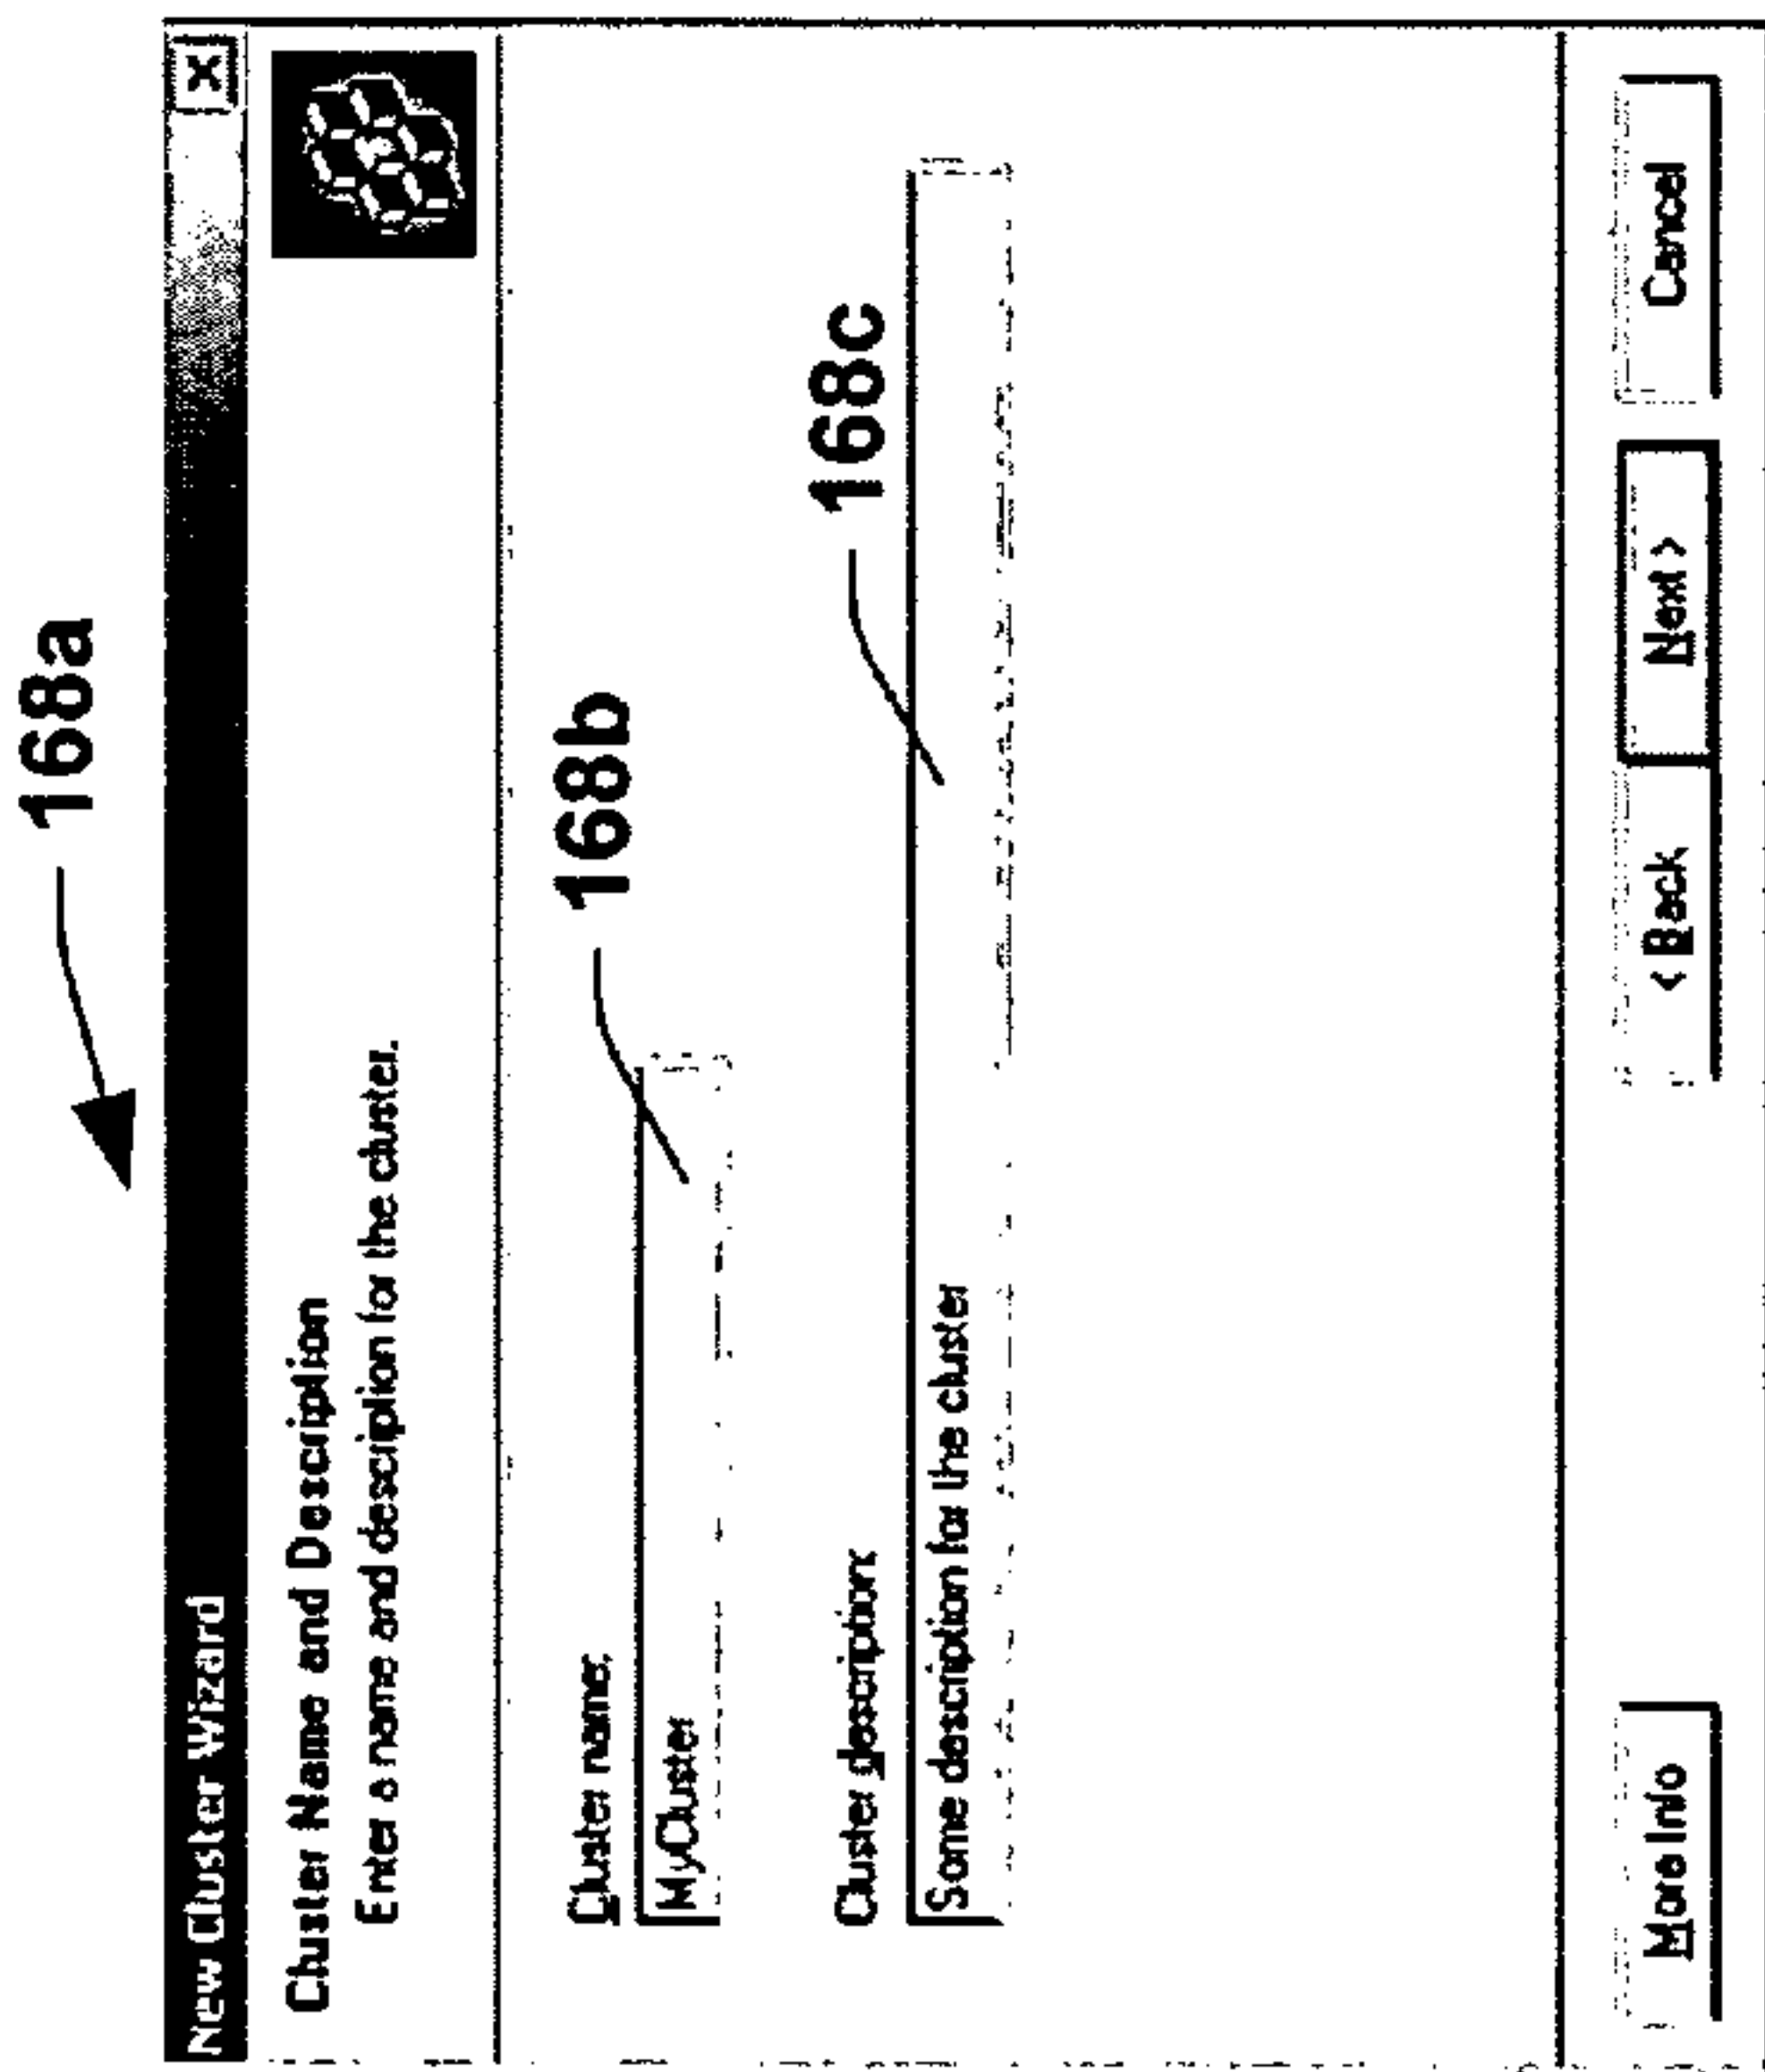 168a
New Cluster Wizard
Cluster Name and Description
Enter a name and description for the cluster.
168b
Cluster name:
MyCluster
168c
Cluster description:
Some description for the cluster
More Info
< Back
Next >
Cancel